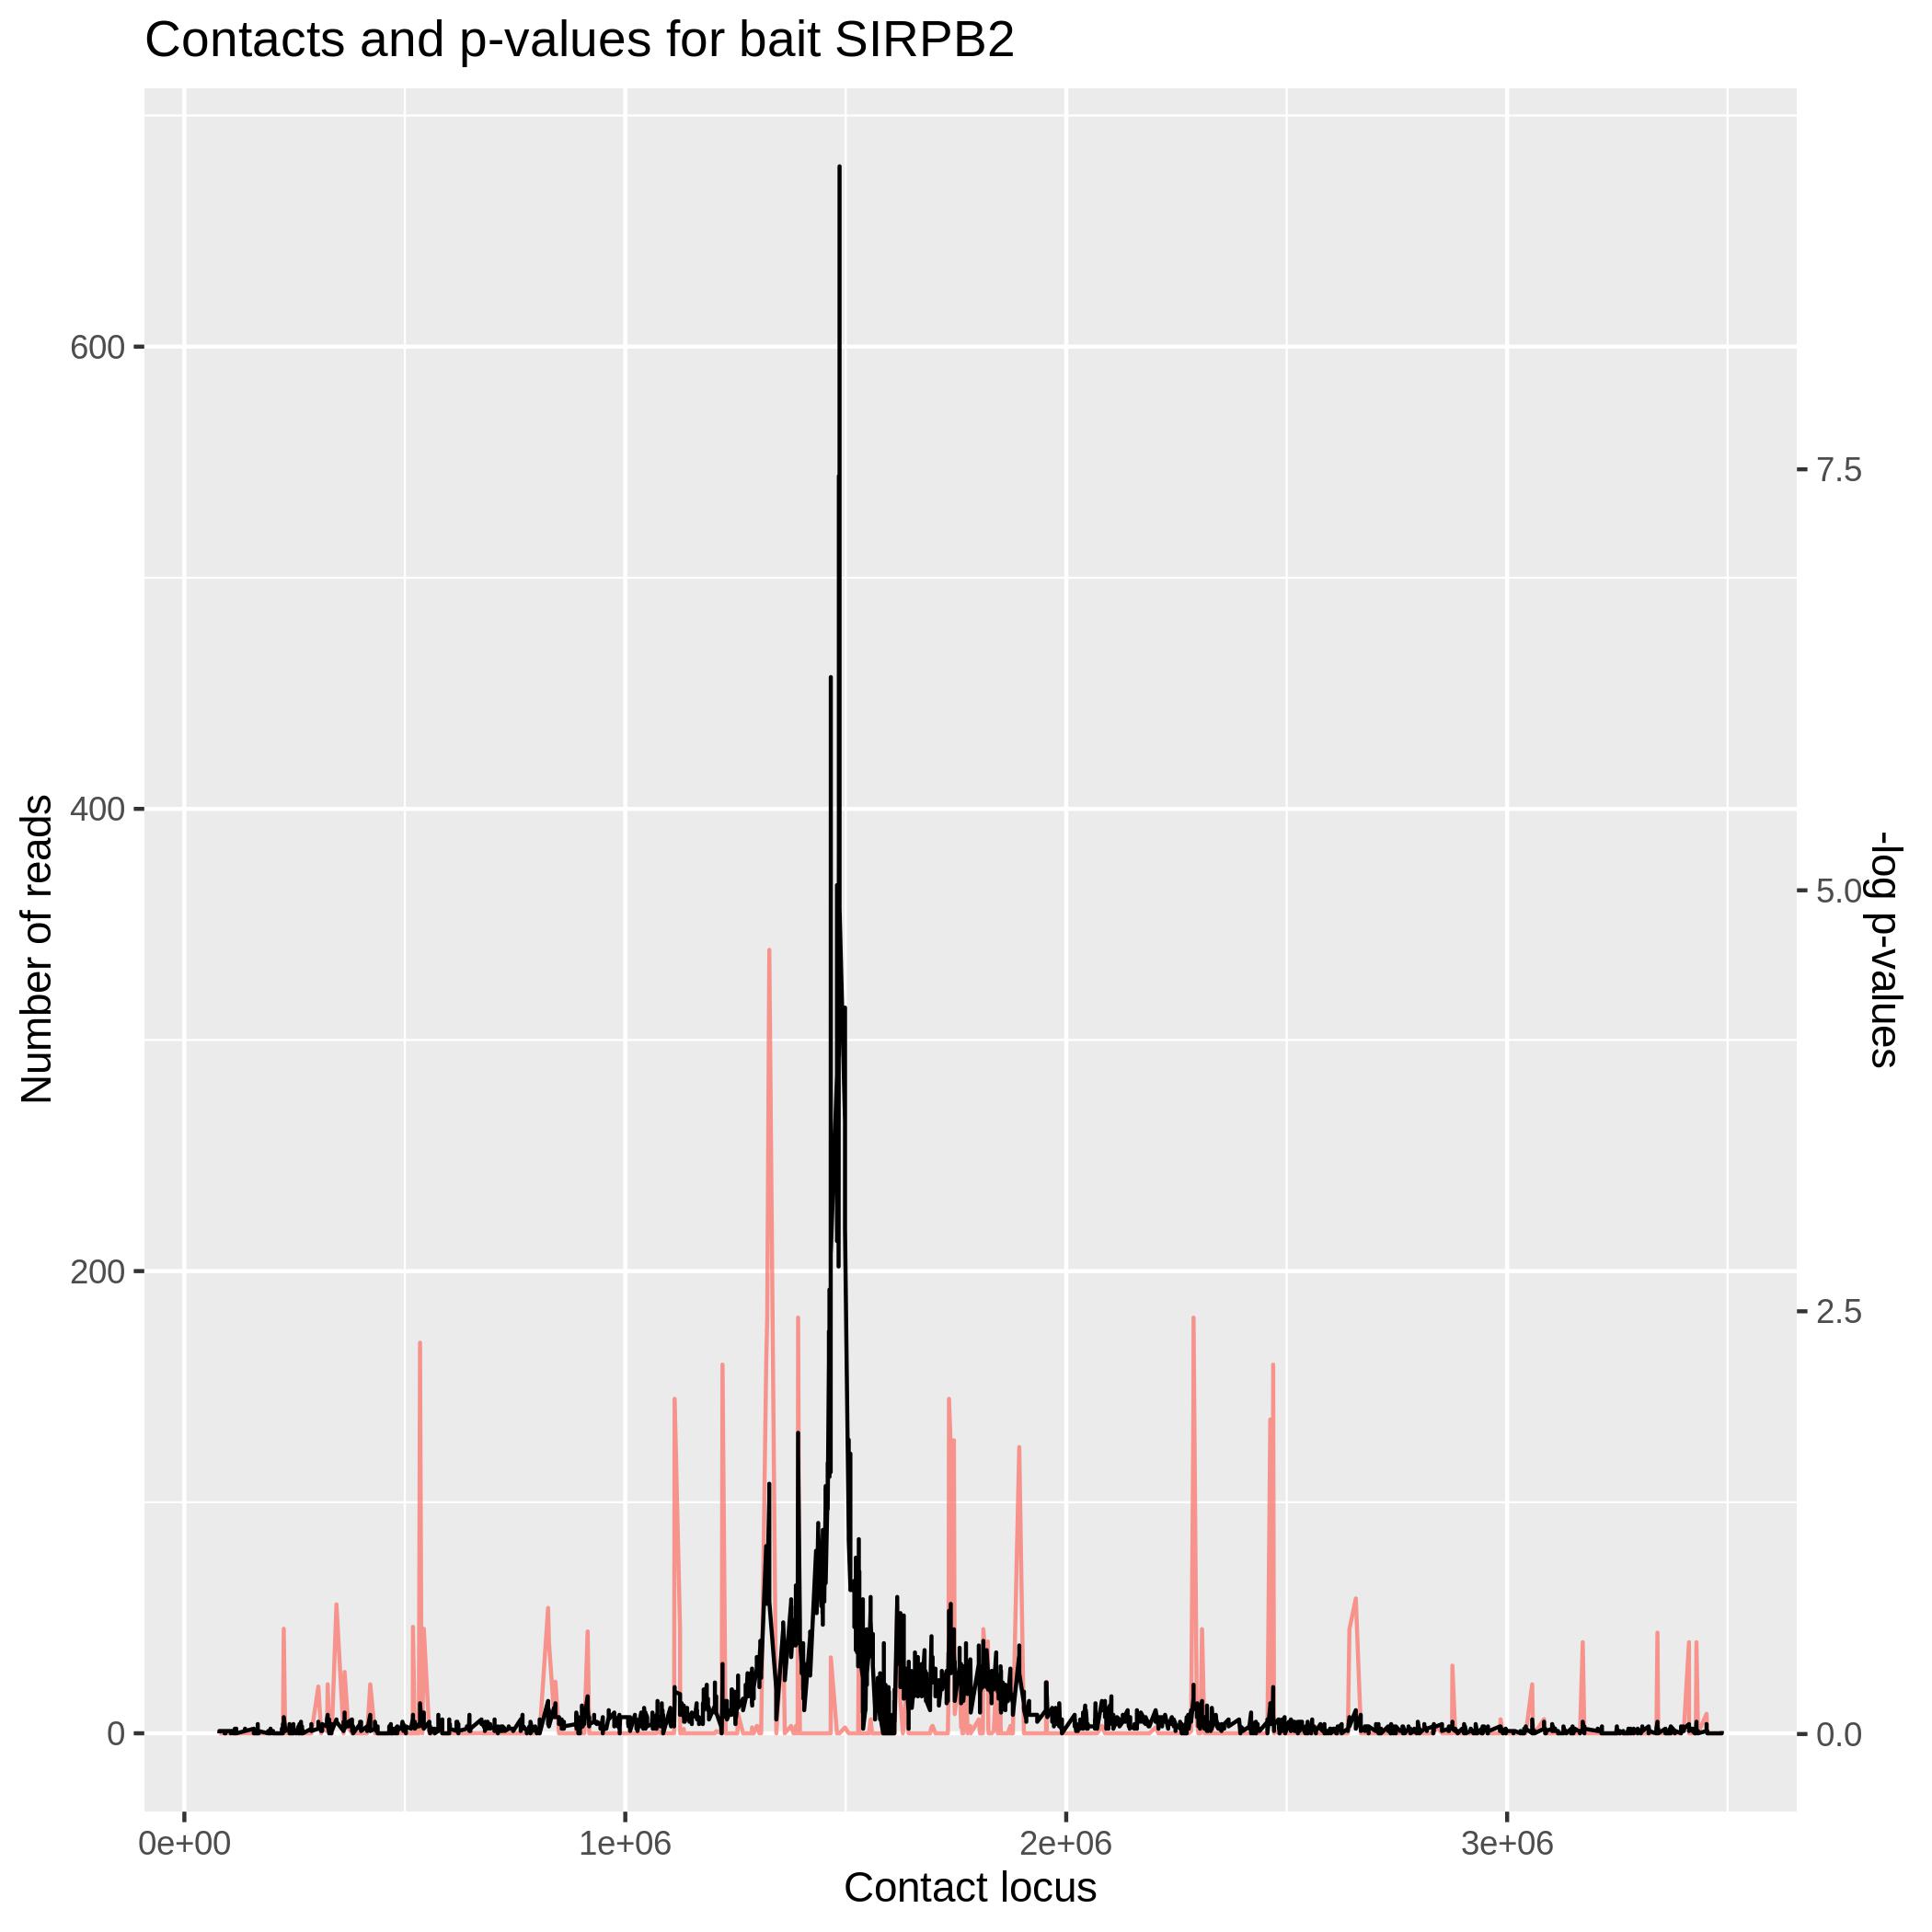 Contacts and p-values for bait SIRPB2
Number of reads
600
400
200
0
7.5
5.0
2.5
0.0
-log p-values
0e+00
1e+06
2e+06
3e+06
Contact locus